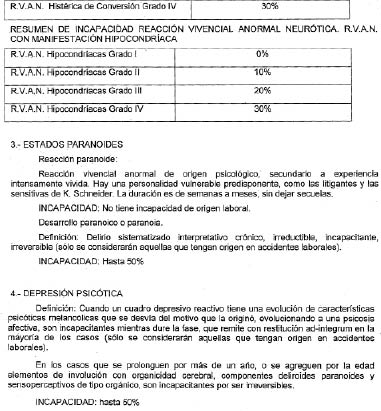 R.V.A.N. Histérica de Conversión Grado IV 30%
RESUMEN DE INCAPACIDAD REACCIÓN VIVENCIAL ANORMAL NEURÓTICA. R.V.A.N.
CON MANIFESTACIÓN HIPOCONDRÍACA
R.V.A.N. Hipocondriacas Grado I 0%
R.V.A.N. Hipocondriacas Grado II 10%
R.V.A.N. Hipocondriacas Grado III 20%
R.V.A.N. Hipocondriacas Grado IV 30%
3.- ESTADOS PARANOIDES
Reacción paranoide:
Reacción vivencial anormal de origen psicológico, secundario a experiencia
intensamente vivida. Hay una personalidad vulnerable predisponente, como las litigantes y las
sensitivas de K. Schneider. La duración es de semanas a meses, sin dejar secuelas.
INCAPACIDAD: No tiene incapacidad de origen laboral.
Desarrollo paranoico o paranoia.
Definición: Delirio sistematizado interpretativo crónico, irreductible, incapacitante,
irreversible (sólo se considerarán aquellas que tengan origen en accidentes laborales).
INCAPACIDAD: Hasta 50%
4.- DEPRESIÓN PSICÓTICA
Definición: Cuando un cuadro depresivo reactivo tiene una evolución de características
psicóticas melancólicas que se desvía del motivo que la originó, evolucionando a una psicosis
afectiva, son incapacitantes mientras dure la fase, que remite con restitución ad-integrum en la
mayoría de los casos (sólo se considerarán aquellas que tengan origen en accidentes
laborales).
En los casos que se prolonguen por más de un año, o se agreguen por la edad
elementos de involución con organicidad cerebral, componentes deliroides paranoides y
sensoperceptivos de tipo orgánico, son incapacitantes por ser irreversibles.
INCAPACIDAD: hasta 60%